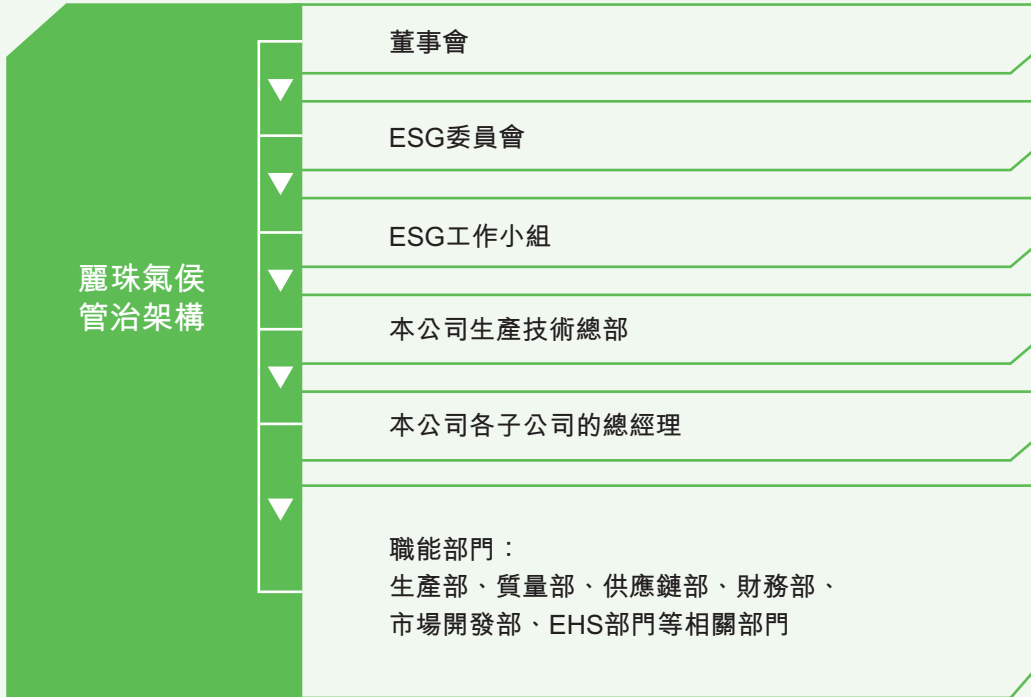 麗珠氣侯
管治架構
董事會
ESG委員會
ESG工作小組
本公司生產技術總部
本公司各子公司的總經理
職能部門：
生產部、質量部、供應鏈部、財務部、
市場開發部、EHS部門等相關部門